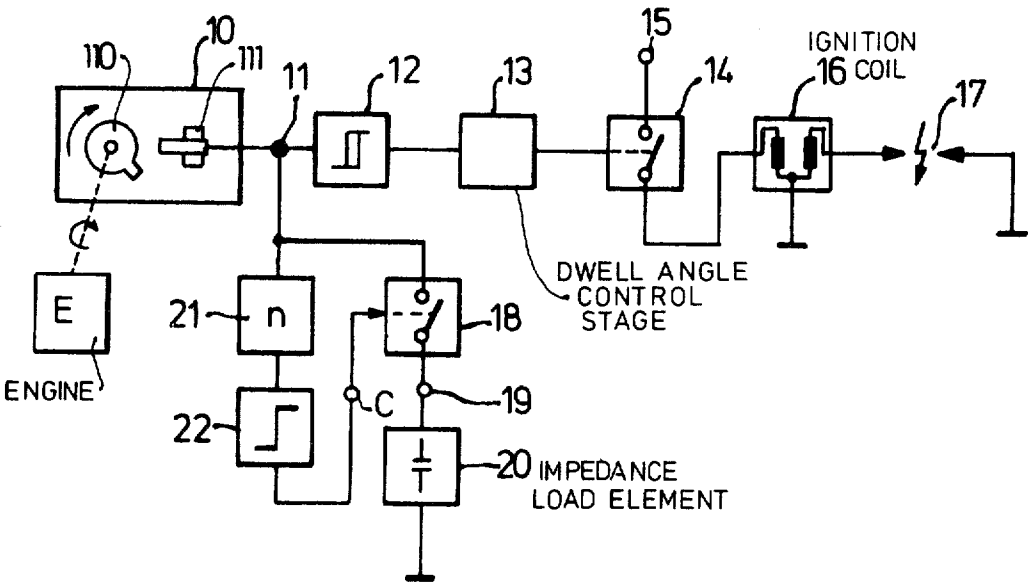 10
110
111
11
12
13
14
15
IGNITION
16 COIL
17
DWELL ANGLE
CONTROL
STAGE
E
ENGINE
21
n
18
22
C
19
20 IMPEDANCE
LOAD ELEMENT